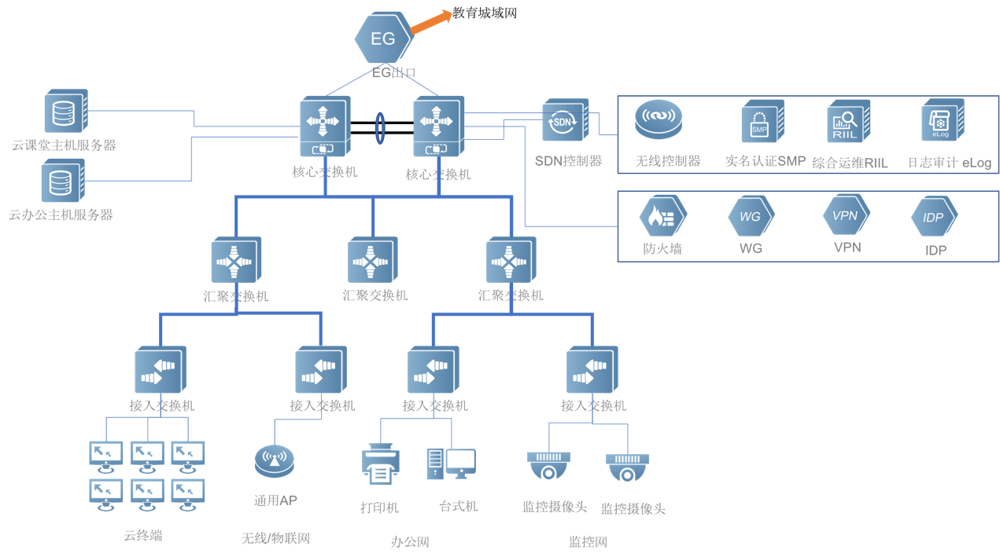 教育城域网
EG
EG出口
云课堂主机服务器
云办公主机服务器
核心交换机
核心交换机
SDN
SDN控制器
无线控制器
SMP
实名认证SMP
RIIL
综合运维RIIL
eLog
日志审计 eLog
防火墙
WG
WG
VPN
VPN
IDP
IDP
汇聚交换机
汇聚交换机
汇聚交换机
接入交换机
接入交换机
接入交换机
接入交换机
通用AP
打印机
台式机
监控摄像头
监控摄像头
云终端
无线/物联网
办公网
监控网